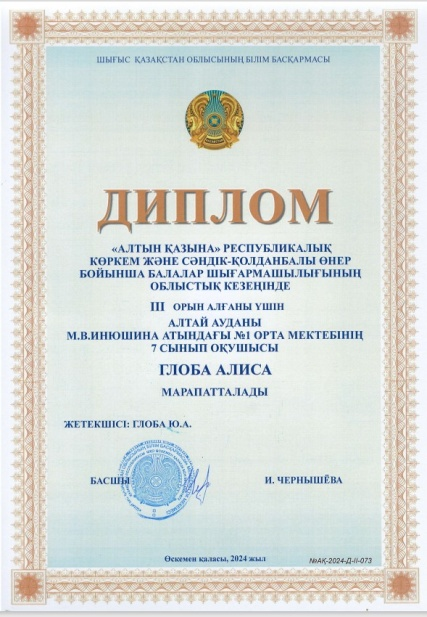 ШЫҒЫС ҚАЗАҚСТАН ОБЛЫСЫНЫҢ БІЛІМ БАСҚАРМАСЫ
ДИПЛОМ
«АЛТЫН ҚАЗЫНА» РЕСПУБЛИКАЛЫҚ
КӨРКЕМ ЖӘНЕ СӘНДІК-ҚОЛДАНБАЛЫ ӨНЕР
БОЙЫНША БАЛАЛАР ШЫҒАРМАШЫЛЫҒЫНЫҢ
ОБЛЫСТЫҚ КЕЗЕҢІНДЕ
III ОРЫН АЛҒАНЫ ҮШІН
АЛТАЙ АУДАНЫ
М.В.ИНЮШИНА АТЫНДАҒЫ №1 ОРТА МЕКТЕБІНІҢ
7 СЫНЫП ОҚУШЫСЫ
ГЛОБА АЛИСА
МАРАПАТТАЛАДЫ
ЖЕТЕКШІСІ: ГЛОБА Ю.А.
БАСШЫ И. ЧЕРНЫШЁВА
Өскемен қаласы, 2024 жыл
№АҚ-2024-Д-II-073